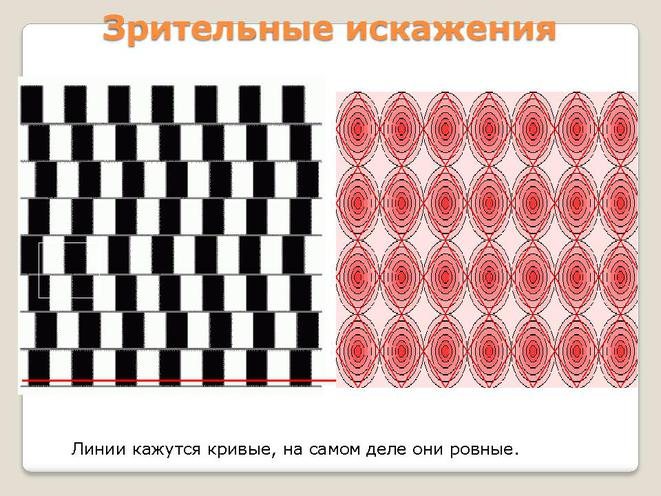 Зрительные искажения
Линии кажутся кривые, на самом деле они ровные.